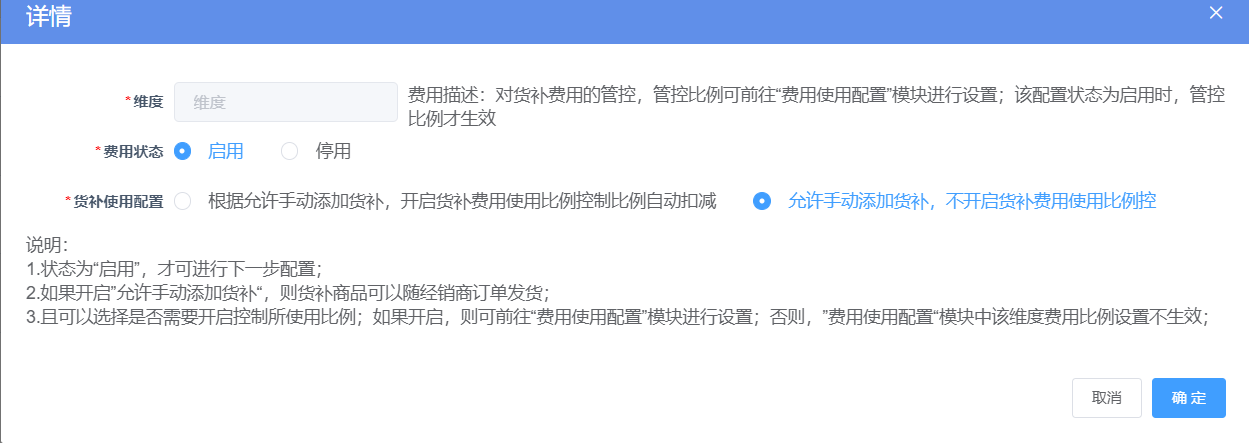 详情
*维度 维度 费用描述：对货补费用的管控，管控比例可前往“费用使用配置”模块进行设置；该配置状态为启用时，管控
比例才生效
*费用状态 启用 停用
*货补使用配置 根据允许手动添加货补，开启货补费用使用比例控制比例自动扣减 允许手动添加货补，不开启货补费用使用比例控
说明：
1.状态为“启用”，才可进行下一步配置；
2.如果开启”允许手动添加货补“，则货补商品可以随经销商订单发货；
3.且可以选择是否需要开启控制所使用比例；如果开启，则可前往“费用使用配置”模块进行设置；否则，”费用使用配置“模块中该维度费用比例设置不生效；
取消 确 定